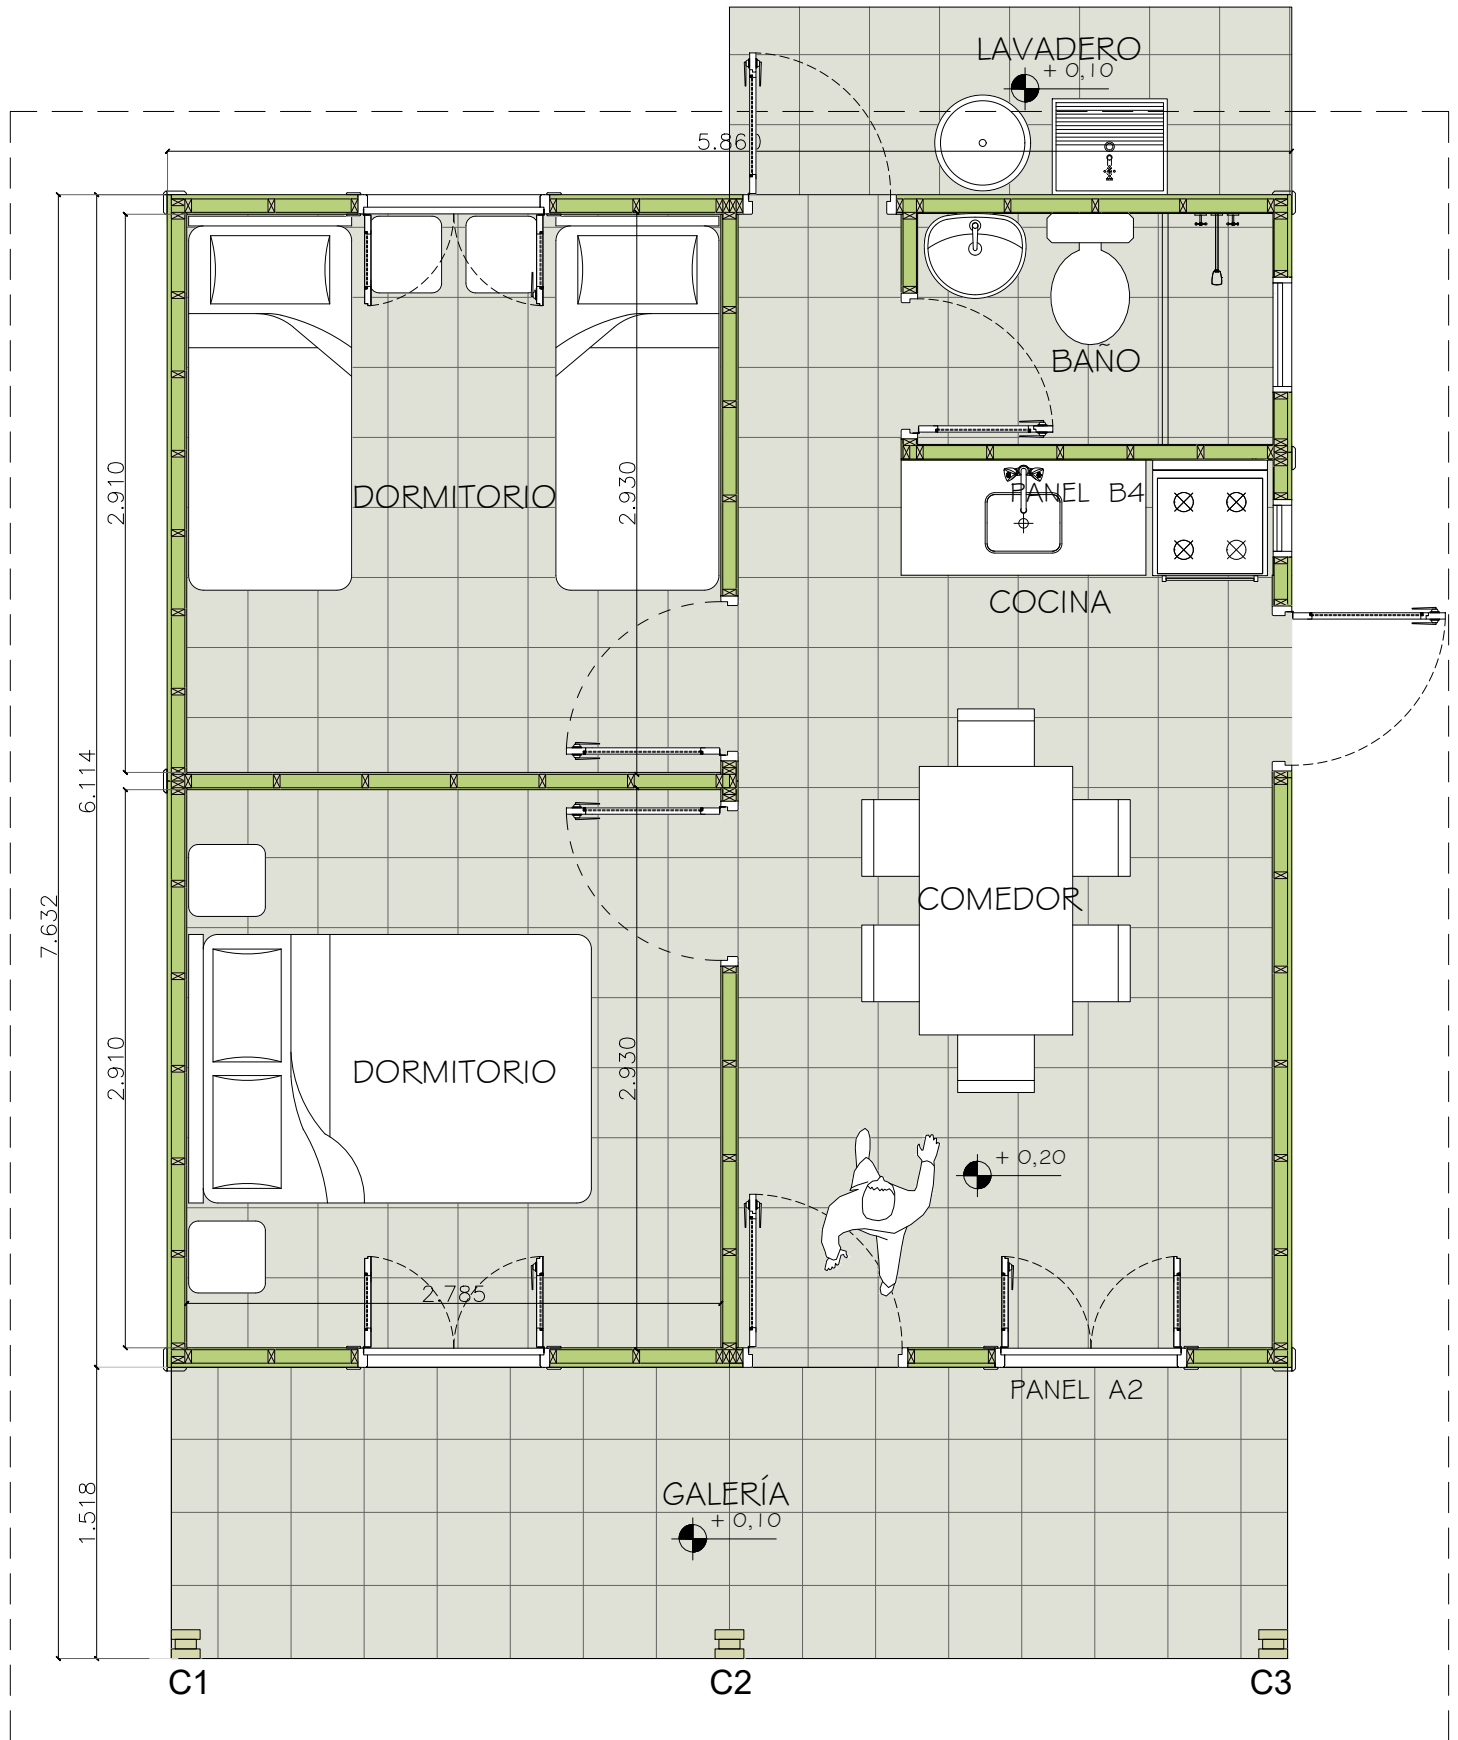 LAVADERO
+ 0,10
5.860
BAÑO
2.910
DORMITORIO
2.930
PANEL B4
COCINA
6.114
COMEDOR
7.632
2.910
DORMITORIO
2.930
+ 0,20
2.785
PANEL A2
1.518
GALERÍA
+ 0,10
C1
C2
C3